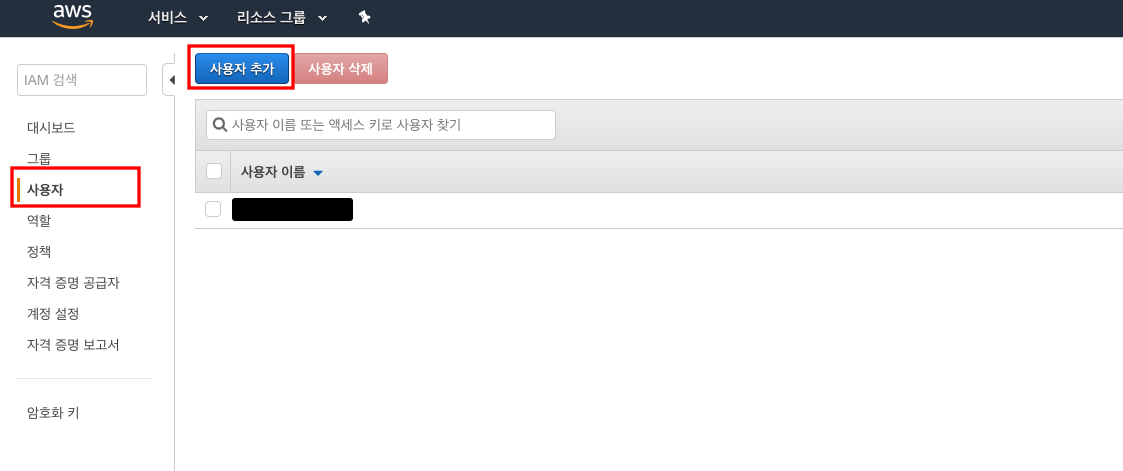 aws 서비스 리소스 그룹
IAM 검색
대시보드
그룹
사용자
역할
정책
자격 증명 공급자
계정 설정
자격 증명 보고서
암호화 키
사용자 추가 사용자 삭제
사용자 이름 또는 액세스 키로 사용자 찾기
사용자 이름